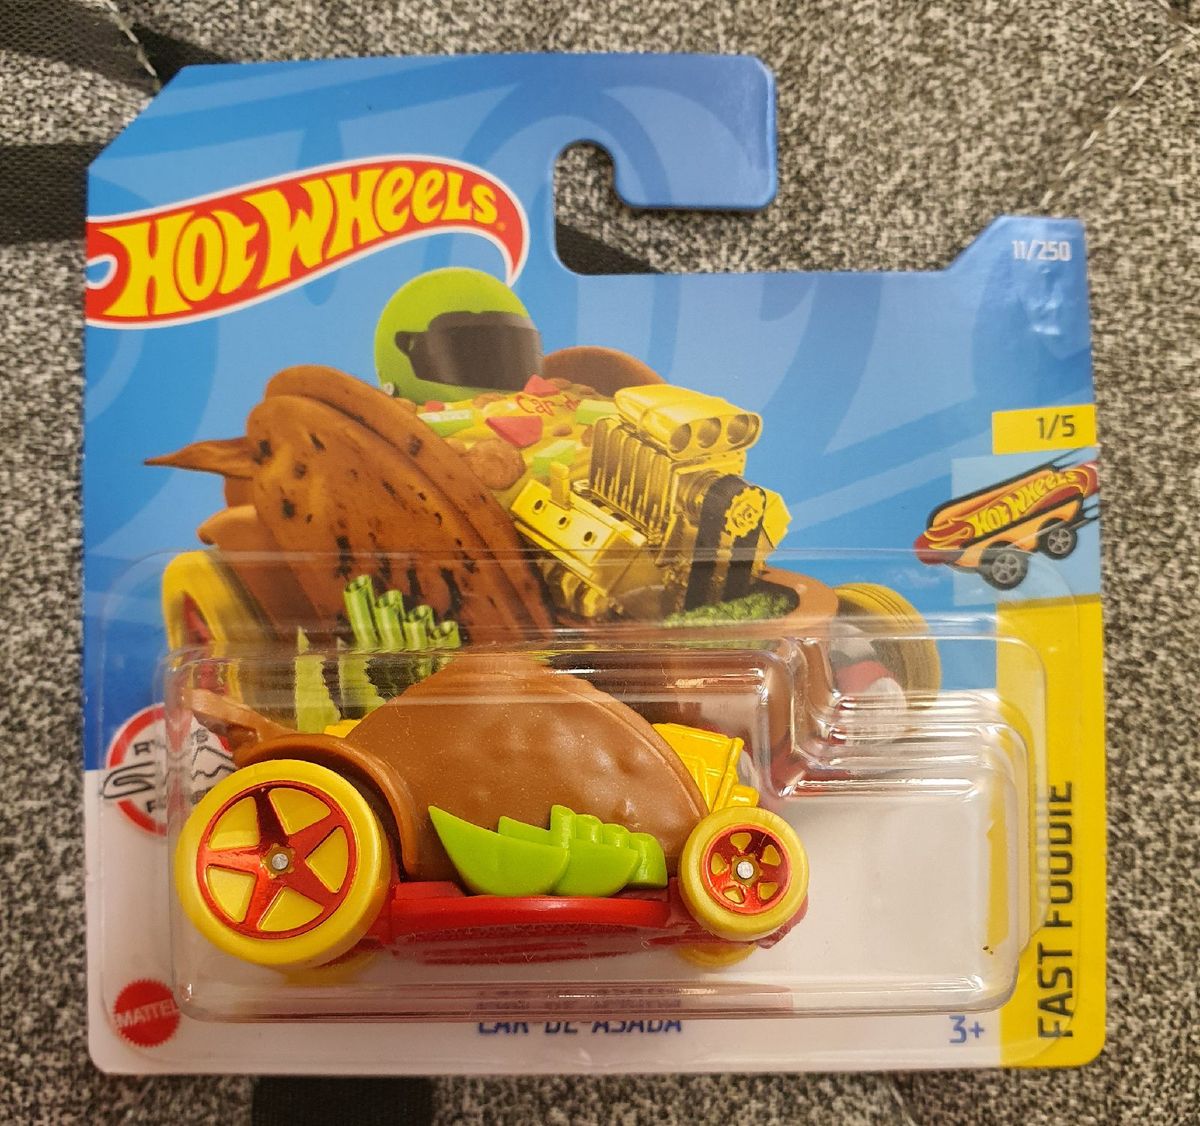 HOT WHEELS
11/250
1/5
HOT WHEELS
FAST FOODIE
MATTEL
CAR-DE-ASADA
3+